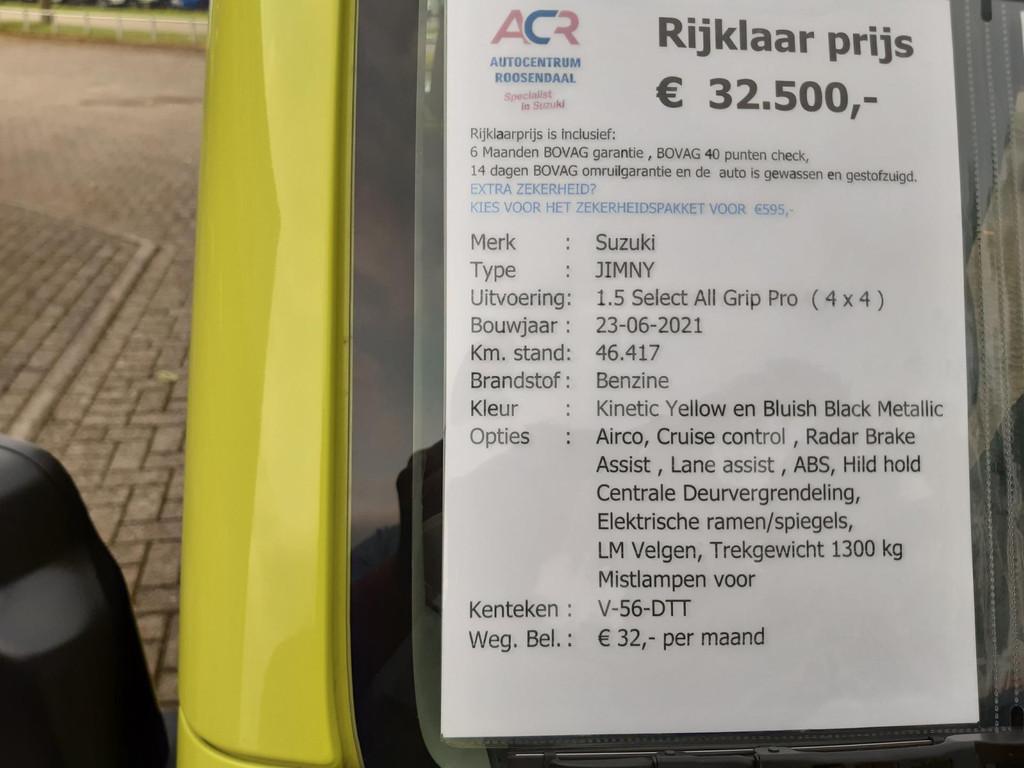 ACR
AUTOCENTRUM
ROOSENDAAL
Specialist
in Suzuki
Rijklaar prijs
€ 32.500,-
Rijklaarprijs is Inclusief:
6 Maanden BOVAG garantie , BOVAG 40 punten check,
14 dagen BOVAG omruilgarantie en de auto is gewassen en gestofzuigd.
EXTRA ZEKERHEID?
KIES VOOR HET ZEKERHEIDSPAKKET VOOR €595,-
Merk : Suzuki
Type : JIMNY
Uitvoering: 1.5 Select All Grip Pro ( 4 x 4 )
Bouwjaar : 23-06-2021
Km. stand: 46.417
Brandstof : Benzine
Kleur : Kinetic Yellow en Bluish Black Metallic
Opties : Airco, Cruise control , Radar Brake
Assist , Lane assist , ABS, Hild hold
Centrale Deurvergrendeling,
Elektrische ramen/spiegels,
LM Velgen, Trekgewicht 1300 kg
Mistlampen voor
Kenteken : V-56-DTT
Weg. Bel. : € 32,- per maand